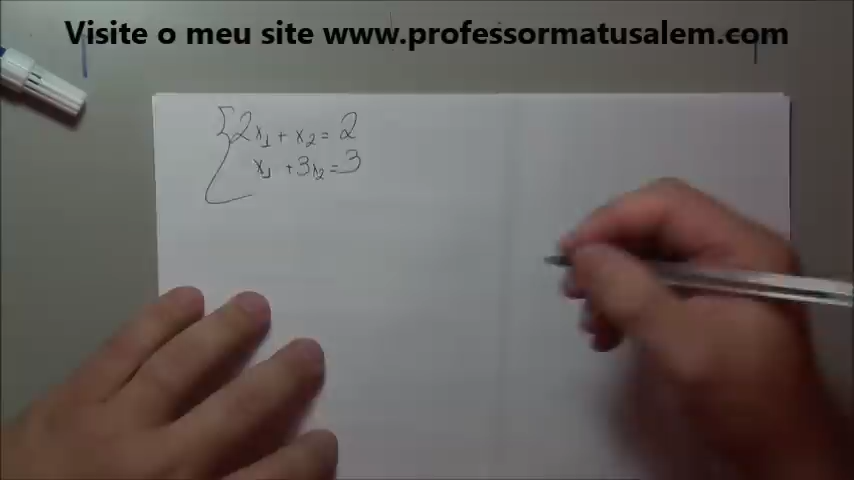 Visite o meu site www.professormatusalem.com
2x₁ + x₂ = 2
x₁ + 3x₂ = 3